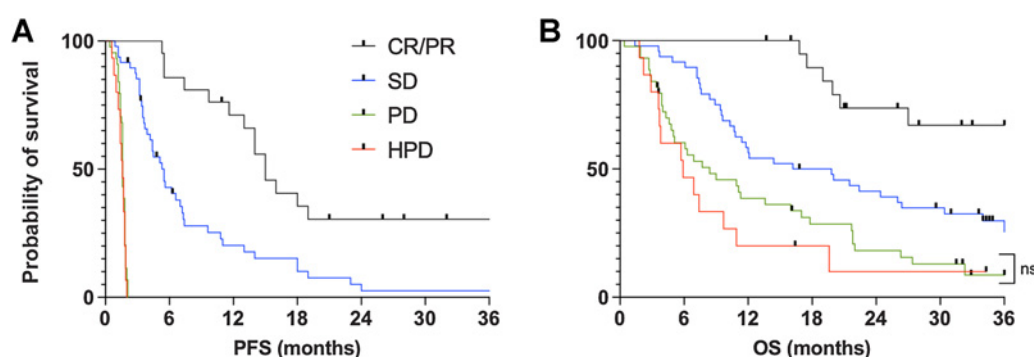 A
Probability of survival
100
50
0
0 6 12 18 24 30 36
PFS (months)
CR/PR
SD
PD
HPD
B
100
50
0
0 6 12 18 24 30 36
OS (months)
ns